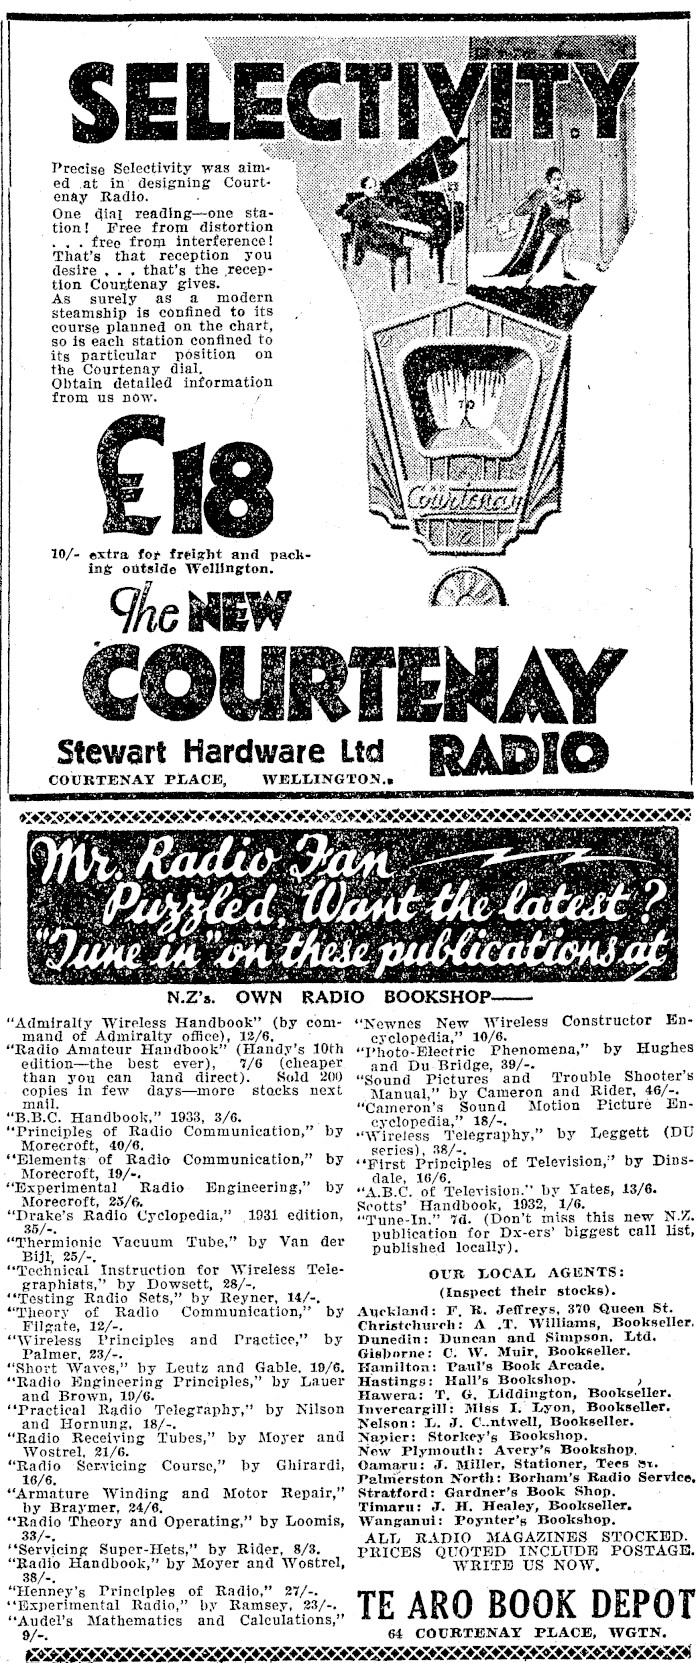 SELECTIVITY
Precise Selectivity was aim-
ed at in designing Court-
enay Radio.
One dial reading—one sta-
tion! Free from distortion
. . . free from interference!
That's that reception you
desire . . . that's the recep-
tion Courtenay gives.
As surely as a modern
steamship is confined to its
course planned on the chart,
so is each station confined to
its particular position on
the Courtenay dial.
Obtain detailed information
from us now.
70
Courtenay
£18
10/- extra for freight and pack-
ing outside Wellington.
The NEW
COURTENAY
RADIO
Stewart Hardware Ltd
COURTENAY PLACE, WELLINGTON.
Mr. Radio Fan
Puzzled, Want the latest?
"Tune in" on these publications at
N.Z's. OWN RADIO BOOKSHOP——
"Admiralty Wireless Handbook" (by com-
mand of Admiralty office), 12/6.
"Radio Amateur Handbook" (Handy's 10th
edition—the best ever), 7/6 (cheaper
than you can land direct). Sold 200
copies in few days—more stocks next
mail.
"B.B.C. Handbook," 1933, 3/6.
"Principles of Radio Communication," by
Morecroft, 40/6.
"Elements of Radio Communication," by
Morecroft, 19/-.
"Experimental Radio Engineering," by
Morecroft, 25/6.
"Drake's Radio Cyclopedia," 1931 edition,
35/-.
"Thermionic Vacuum Tube," by Van der
Bijl, 25/-.
"Technical Instruction for Wireless Tele-
graphists," by Dowsett, 28/-.
"Testing Radio Sets," by Reyner, 14/-.
"Theory of Radio Communication," by
Filgate, 12/-.
"Wireless Principles and Practice," by
Palmer, 23/-.
"Short Waves," by Leutz and Gable, 19/6.
"Radio Engineering Principles," by Lauer
and Brown, 19/6.
"Practical Radio Telegraphy," by Nilson
and Hornung, 18/-.
"Radio Receiving Tubes," by Moyer and
Wostrel, 21/6.
"Radio Servicing Course," by Ghirardi,
16/6.
"Armature Winding and Motor Repair,"
by Braymer, 24/6.
"Radio Theory and Operating," by Loomis,
33/-.
"Servicing Super-Hets," by Rider, 8/3.
"Radio Handbook," by Moyer and Wostrel,
38/-.
"Henney's Principles of Radio," 27/-.
"Experimental Radio," by Ramsey, 23/-.
"Audel's Mathematics and Calculations,"
9/-.
"Newnes New Wireless Constructor En-
cyclopedia," 10/6.
"Photo-Electric Phenomena," by Hughes
and Du Bridge, 39/-.
"Sound Pictures and Trouble Shooter's
Manual," by Cameron and Rider, 46/-.
"Cameron's Sound Motion Picture En-
cyclopedia," 18/-.
"Wireless Telegraphy," by Leggett (DU
series), 38/-.
"First Principles of Television," by Dins-
dale, 16/6.
"A.B.C. of Television." by Yates, 13/6.
Scotts' Handbook, 1932, 1/6.
"Tune-In," 7d. (Don't miss this new N.Z.
publication for Dx-ers' biggest call list,
published locally).
OUR LOCAL AGENTS:
(Inspect their stocks).
Auckland: F. R. Jeffreys, 370 Queen St.
Christchurch: A .T. Williams, Bookseller.
Dunedin: Duncan and Simpson, Ltd.
Gisborne: C. W. Muir, Bookseller.
Hamilton: Paul's Book Arcade.
Hastings: Hall's Bookshop.
Hawera: T. G. Liddington, Bookseller.
Invercargill: Miss I. Lyon, Bookseller.
Nelson: L. J. C..ntwell, Bookseller.
Napier: Storkey's Bookshop.
New Plymouth: Avery's Bookshop.
Oamaru: J. Miller, Stationer, Tees St.
Palmerston North: Borham's Radio Service.
Stratford: Gardner's Book Shop.
Timaru: J. H. Healey, Bookseller.
Wanganui: Poynter's Bookshop.
ALL RADIO MAGAZINES STOCKED.
PRICES QUOTED INCLUDE POSTAGE.
WRITE US NOW.
TE ARO BOOK DEPOT
64 COURTENAY PLACE, WGTN.